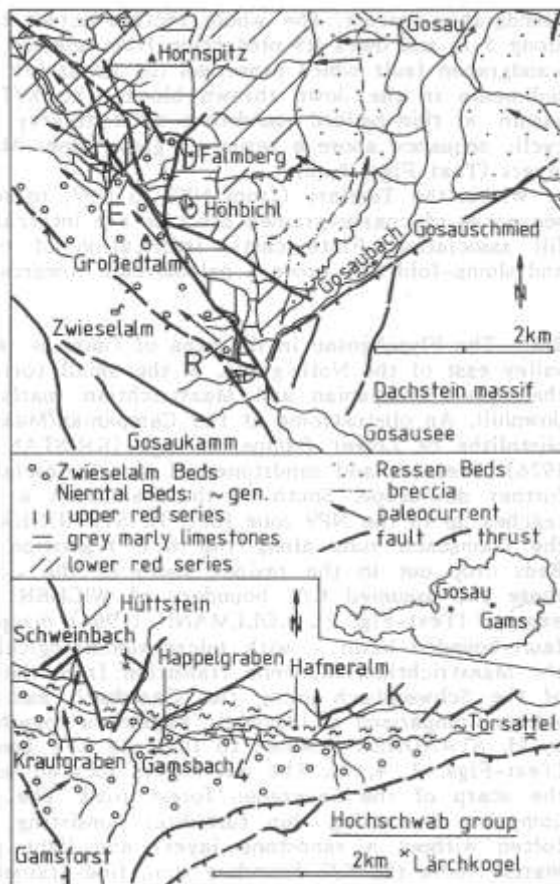 Gosau
Hornspitz
Falmberg
E
Höhbichl
Gosauschmied
Großedtalm
Gosaubach
N
2km
Zwieselalm
R
Dachstein massif
Gosaukamm
Gosausee
Zwieselalm Beds
Nierntal Beds ~ gen.
upper red series
grey marly limestones
lower red series
Ressen Beds
breccia
paleocurrent
fault thrust
Gosau
Gams
Hüttstein
N
Schweinbach
Happelgraben
Hafneralm
K
Torsattel
Krautgraben
Gamsbach
Gamsforst
Hochschwab group
2km
× Lärchkogel